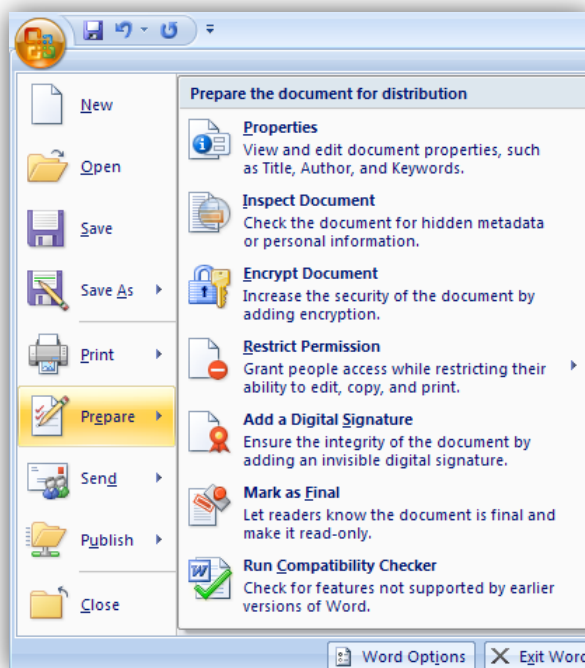 New
Open
Save
Save As
Print
Prepare
Send
Publish
Close
Prepare the document for distribution
Properties
View and edit document properties, such
as Title, Author, and Keywords.
Inspect Document
Check the document for hidden metadata
or personal information.
Encrypt Document
Increase the security of the document by
adding encryption.
Restrict Permission
Grant people access while restricting their
ability to edit, copy, and print.
Add a Digital Signature
Ensure the integrity of the document by
adding an invisible digital signature.
Mark as Final
Let readers know the document is final and
make it read-only.
Run Compatibility Checker
Check for features not supported by earlier
versions of Word.
Word Options
Exit Word